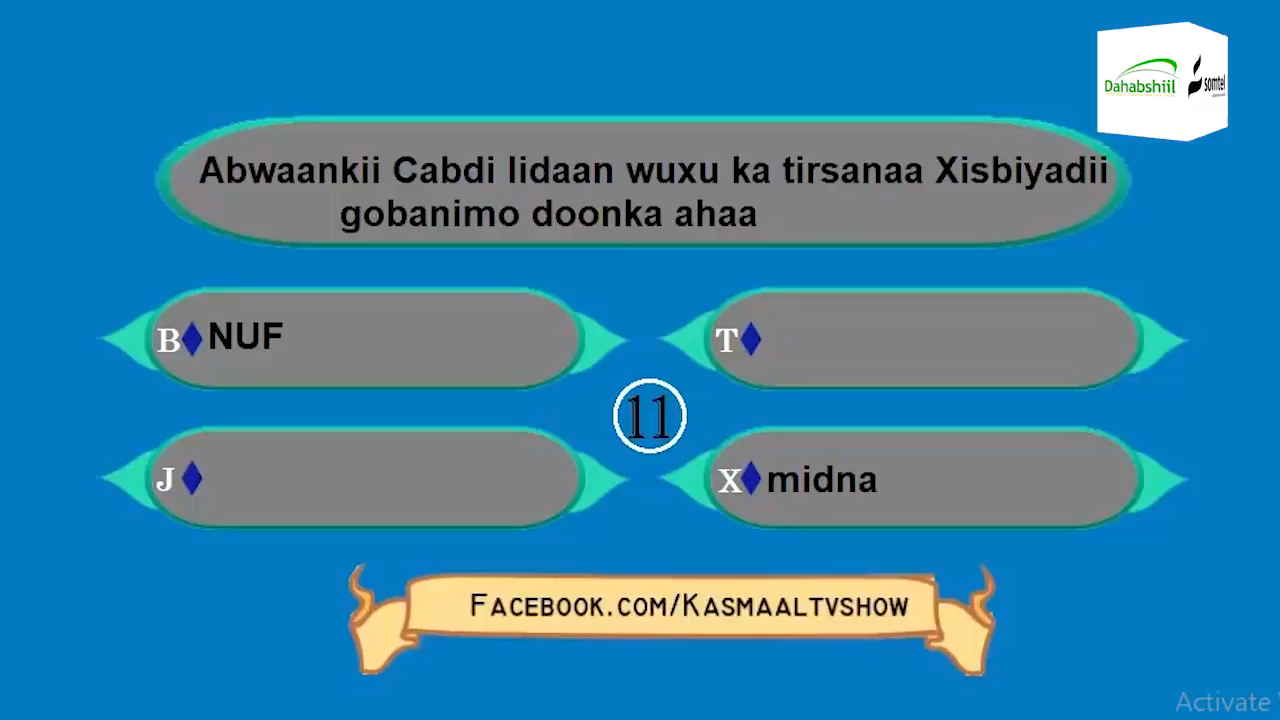 Dahabshiil
somtel
Abwaankii Cabdi Iidaan wuxu ka tirsanaa Xisbiyadii
gobanimo doonka ahaa
B NUF
T
11
J
X midna
FACEBOOK.COM/KASMAALTVSHOW
Activate